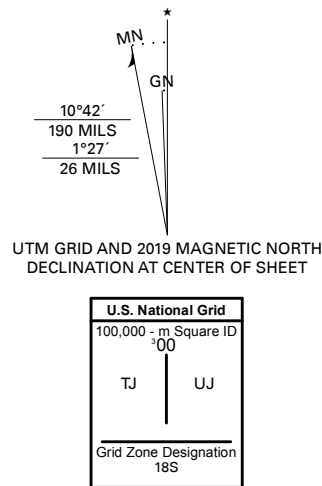 ★
MN
GN
10°42´
190 MILS
1°27´
26 MILS
UTM GRID AND 2019 MAGNETIC NORTH
DECLINATION AT CENTER OF SHEET
U.S. National Grid
100,000 - m Square ID
³00
TJ UJ
Grid Zone Designation
18S